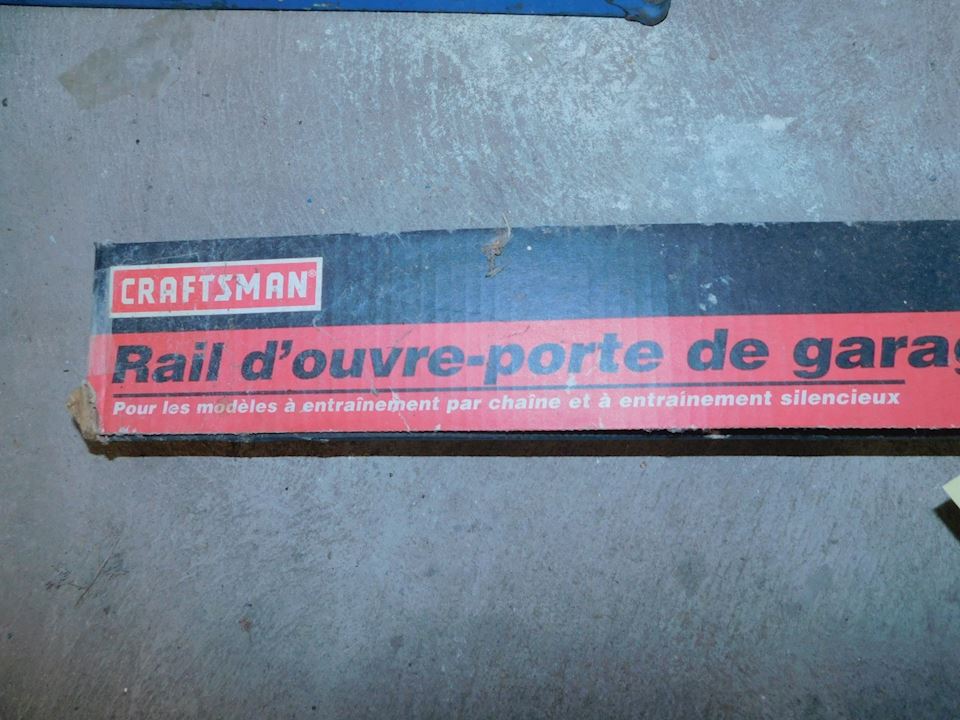 CRAFTSMAN®
Rail d'ouvre-porte de garag
Pour les modèles à entraînement par chaîne et à entraînement silencieux